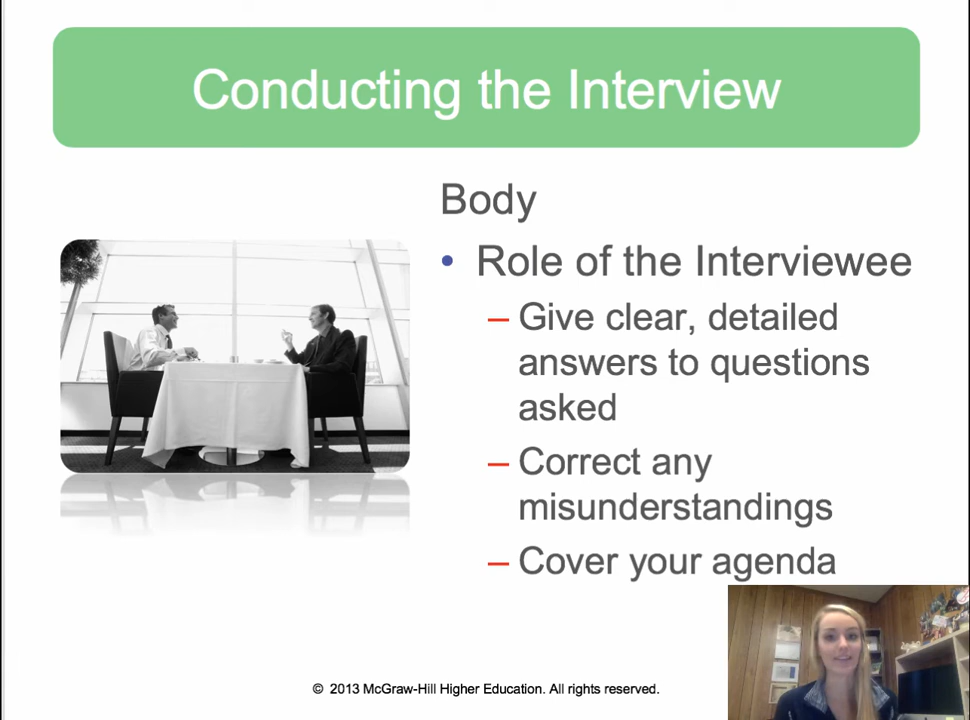 Conducting the Interview
Body
• Role of the Interviewee
– Give clear, detailed
answers to questions
asked
– Correct any
misunderstandings
– Cover your agenda
© 2013 McGraw-Hill Higher Education. All rights reserved.